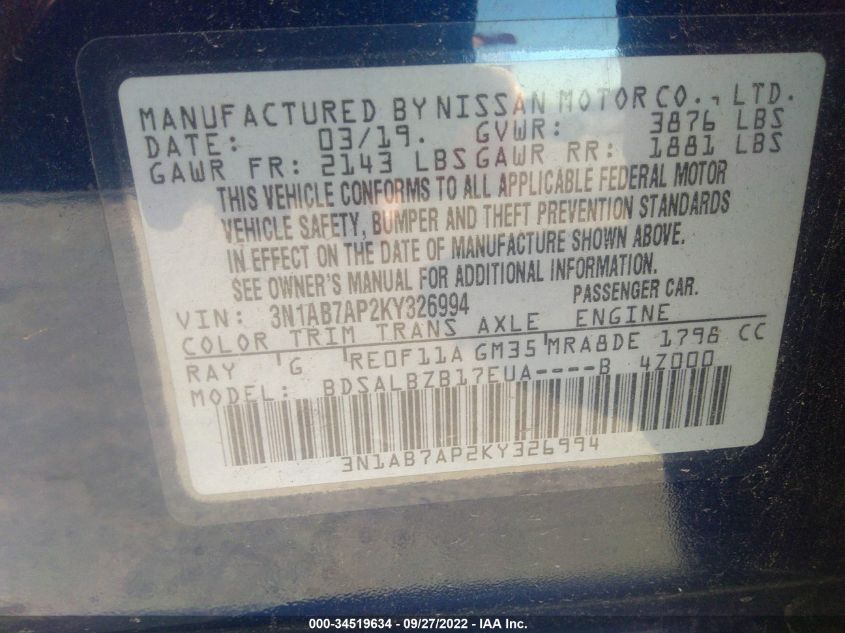 MANUFACTURED BY NISSAN MOTOR CO., LTD.
DATE: 03/19. GVWR: 3876 LBS
GAWR FR: 2143 LBS GAWR RR: 1881 LBS
THIS VEHICLE CONFORMS TO ALL APPLICABLE FEDERAL MOTOR
VEHICLE SAFETY, BUMPER AND THEFT PREVENTION STANDARDS
IN EFFECT ON THE DATE OF MANUFACTURE SHOWN ABOVE.
SEE OWNER'S MANUAL FOR ADDITIONAL INFORMATION.
VIN: 3N1AB7AP2KY326994 PASSENGER CAR.
COLOR TRIM TRANS AXLE ENGINE
RAY G RE0F11A GM35 MRA8DE 1798 CC
MODEL: BDSALBZB17EUA----B 4Z000
3N1AB7AP2KY326994
000-34519634 - 09/27/2022 - IAA Inc.